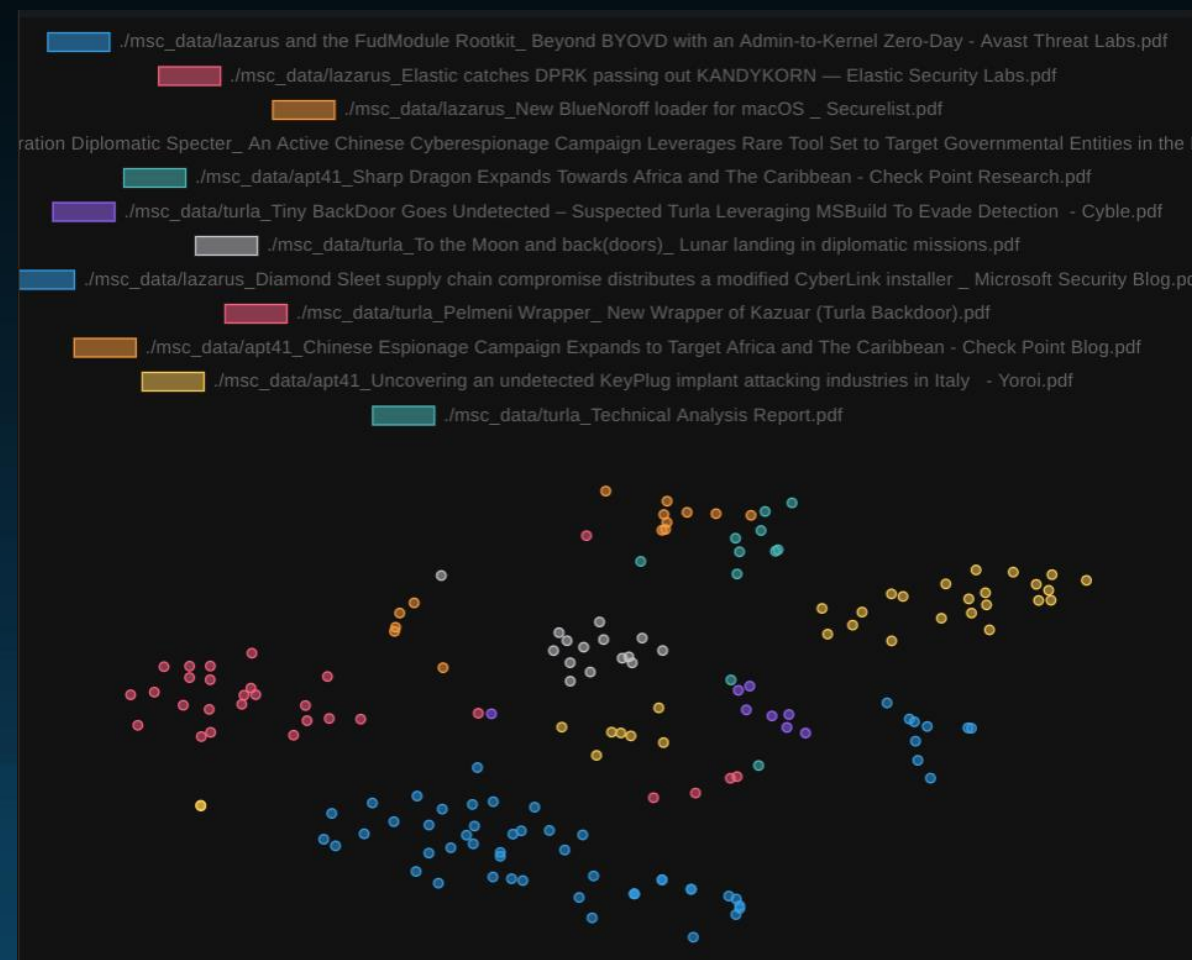 ./msc_data/lazarus and the FudModule Rootkit_ Beyond BYOVD with an Admin-to-Kernel Zero-Day - Avast Threat Labs.pdf
./msc_data/lazarus_Elastic catches DPRK passing out KANDYKORN — Elastic Security Labs.pdf
./msc_data/lazarus_New BlueNoroff loader for macOS _ Securelist.pdf
ration Diplomatic Specter_ An Active Chinese Cyberespionage Campaign Leverages Rare Tool Set to Target Governmental Entities in the
./msc_data/apt41_Sharp Dragon Expands Towards Africa and The Caribbean - Check Point Research.pdf
./msc_data/turla_Tiny BackDoor Goes Undetected – Suspected Turla Leveraging MSBuild To Evade Detection - Cyble.pdf
./msc_data/turla_To the Moon and back(doors)_ Lunar landing in diplomatic missions.pdf
./msc_data/lazarus_Diamond Sleet supply chain compromise distributes a modified CyberLink installer _ Microsoft Security Blog.pd
./msc_data/turla_Pelmeni Wrapper_ New Wrapper of Kazuar (Turla Backdoor).pdf
./msc_data/apt41_Chinese Espionage Campaign Expands to Target Africa and The Caribbean - Check Point Blog.pdf
./msc_data/apt41_Uncovering an undetected KeyPlug implant attacking industries in Italy - Yoroi.pdf
./msc_data/turla_Technical Analysis Report.pdf